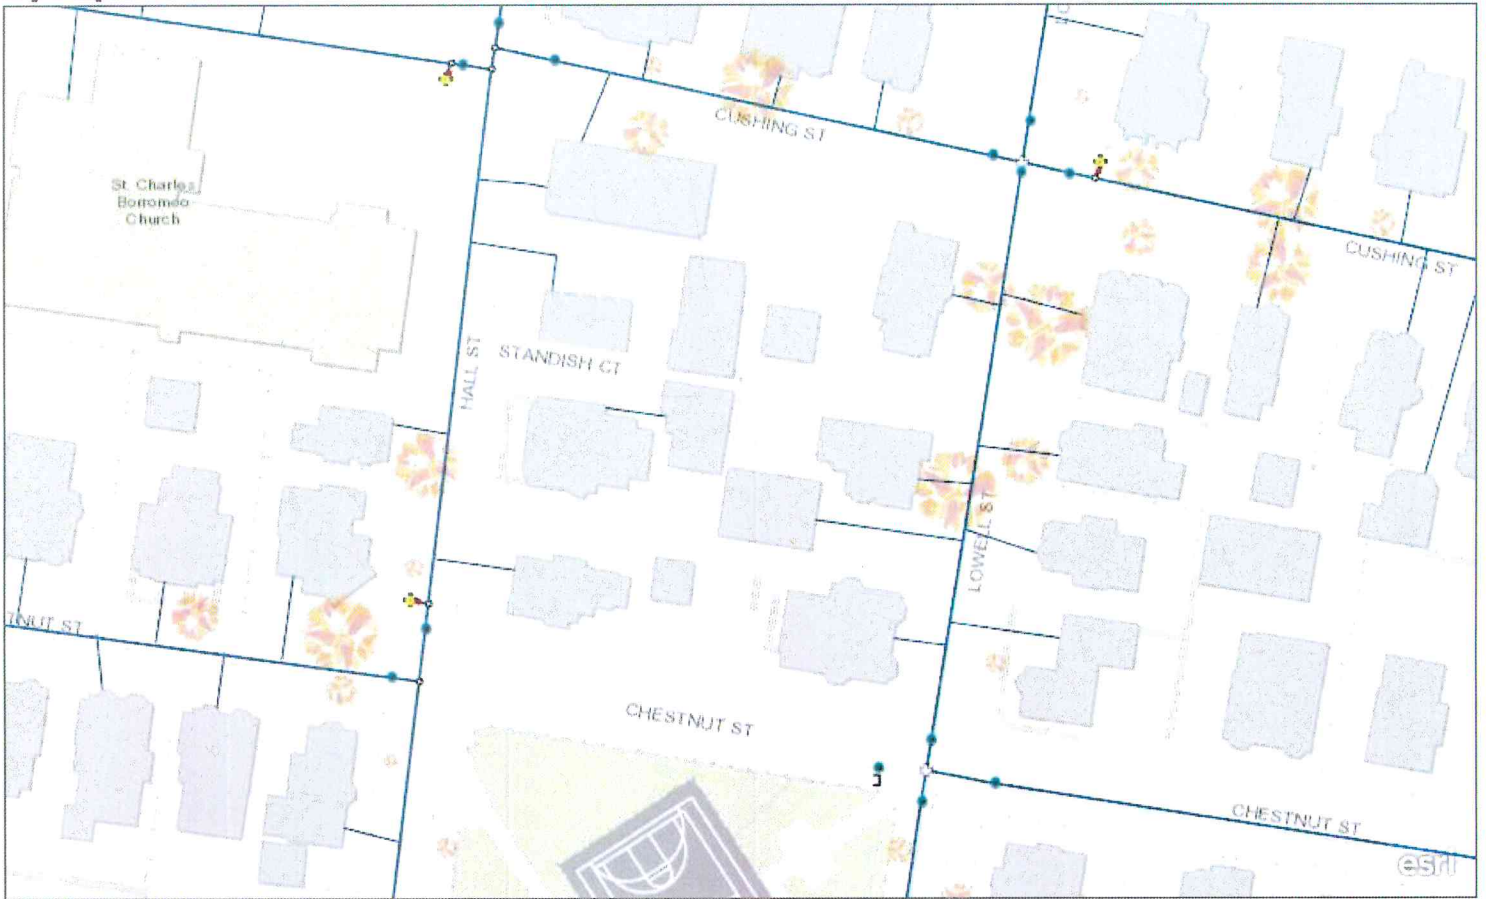 CUSHING ST
St. Charles
Borromeo
Church
CUSHING ST
HALL ST
STANDISH CT
LOWELL ST
TNUT ST
CHESTNUT ST
CHESTNUT ST
esri